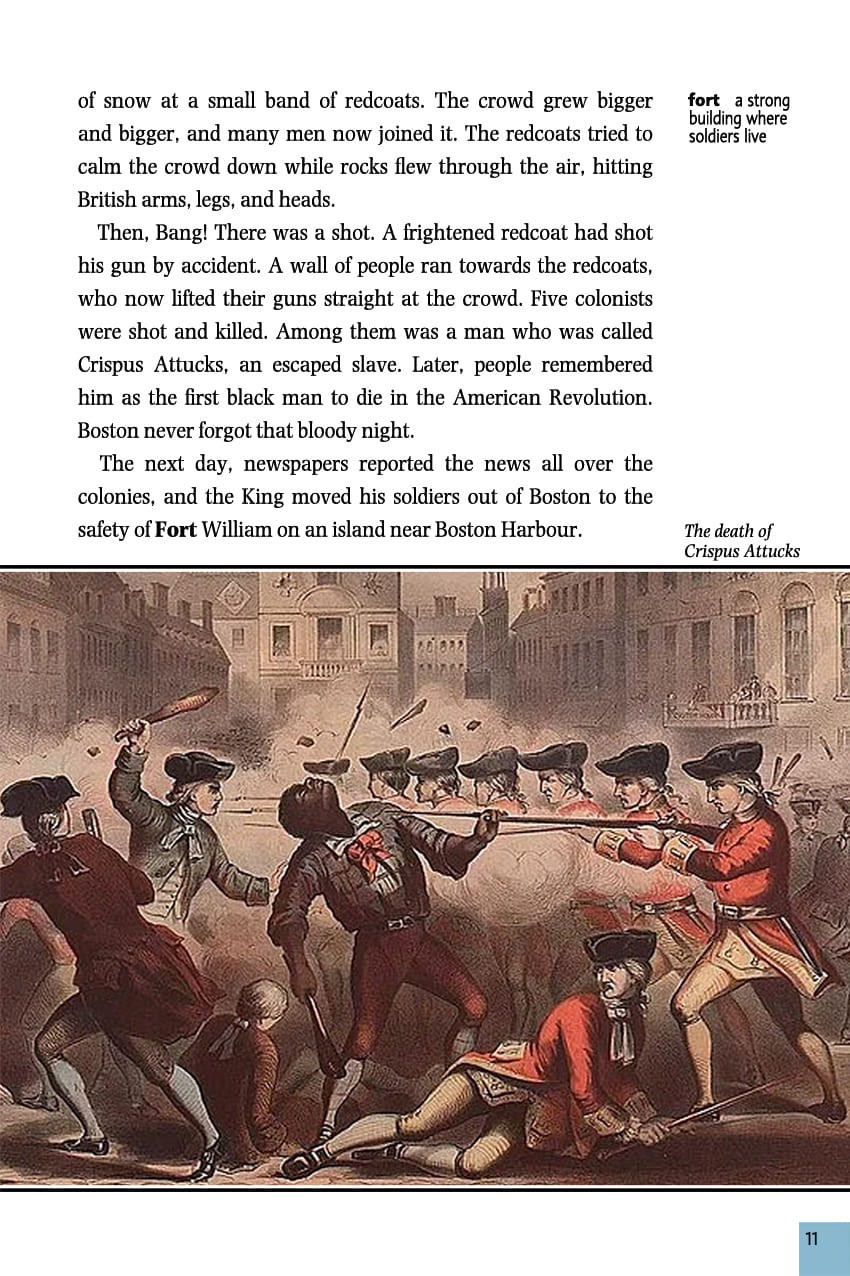 of snow at a small band of redcoats. The crowd grew bigger
and bigger, and many men now joined it. The redcoats tried to
calm the crowd down while rocks flew through the air, hitting
British arms, legs, and heads.
Then, Bang! There was a shot. A frightened redcoat had shot
his gun by accident. A wall of people ran towards the redcoats,
who now lifted their guns straight at the crowd. Five colonists
were shot and killed. Among them was a man who was called
Crispus Attucks, an escaped slave. Later, people remembered
him as the first black man to die in the American Revolution.
Boston never forgot that bloody night.
The next day, newspapers reported the news all over the
colonies, and the King moved his soldiers out of Boston to the
safety of Fort William on an island near Boston Harbour.
fort a strong
building where
soldiers live
The death of
Crispus Attucks
11